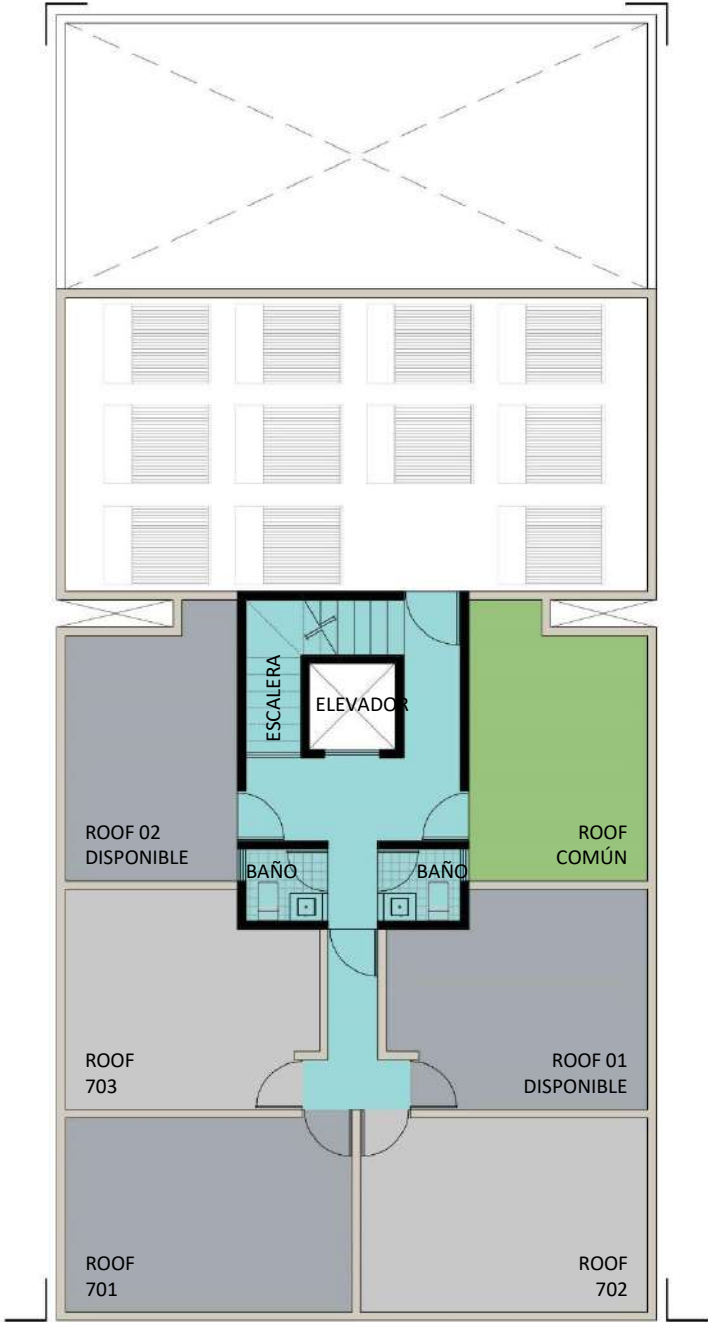 ESCALERA
ELEVADOR
ROOF 02
DISPONIBLE
ROOF
COMÚN
BAÑO
BAÑO
ROOF
703
ROOF 01
DISPONIBLE
ROOF
701
ROOF
702